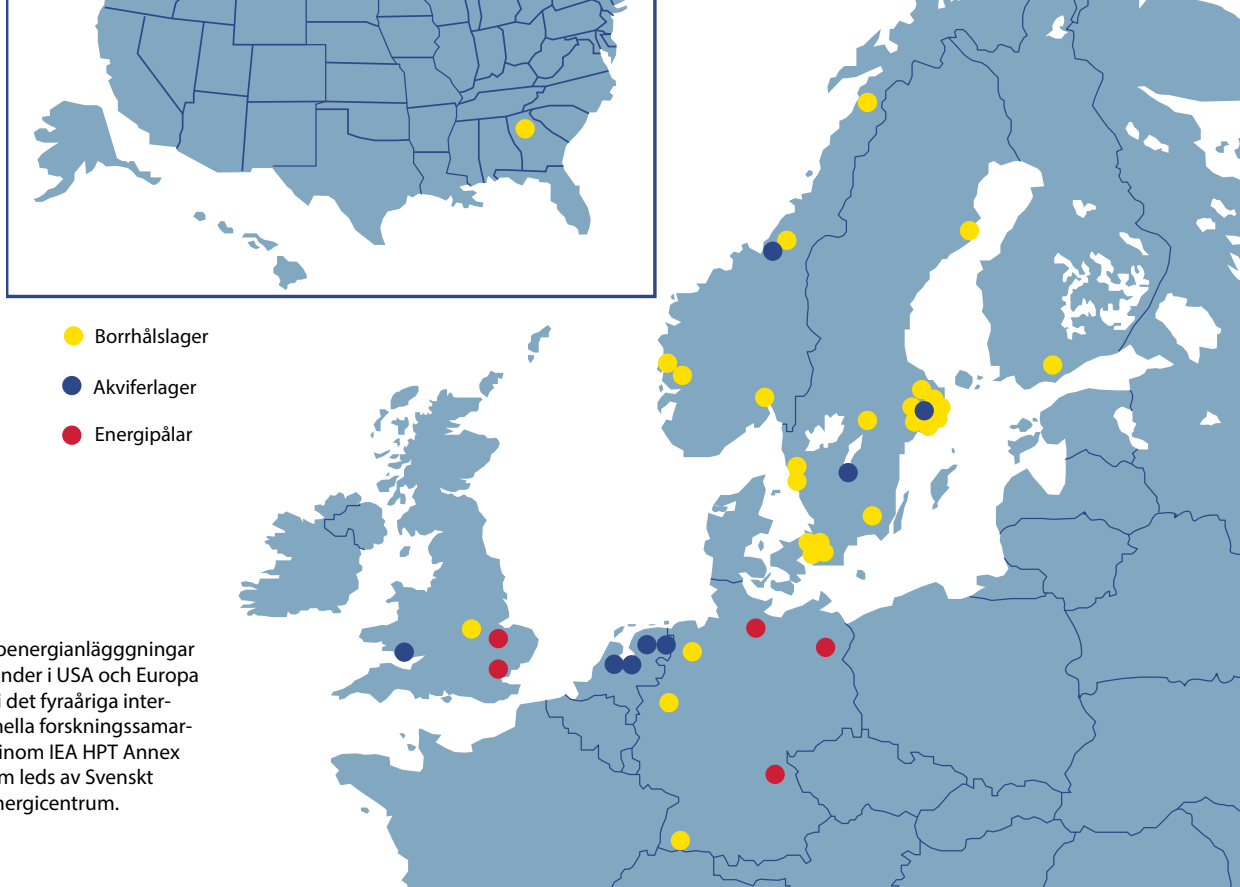 Borrhålslager
Akviferlager
Energipålar
oenergianläggningar
nder i USA och Europa
i det fyraåriga inter-
nella forskningssamar-
inom IEA HPT Annex
m leds av Svenskt
nergicentrum.